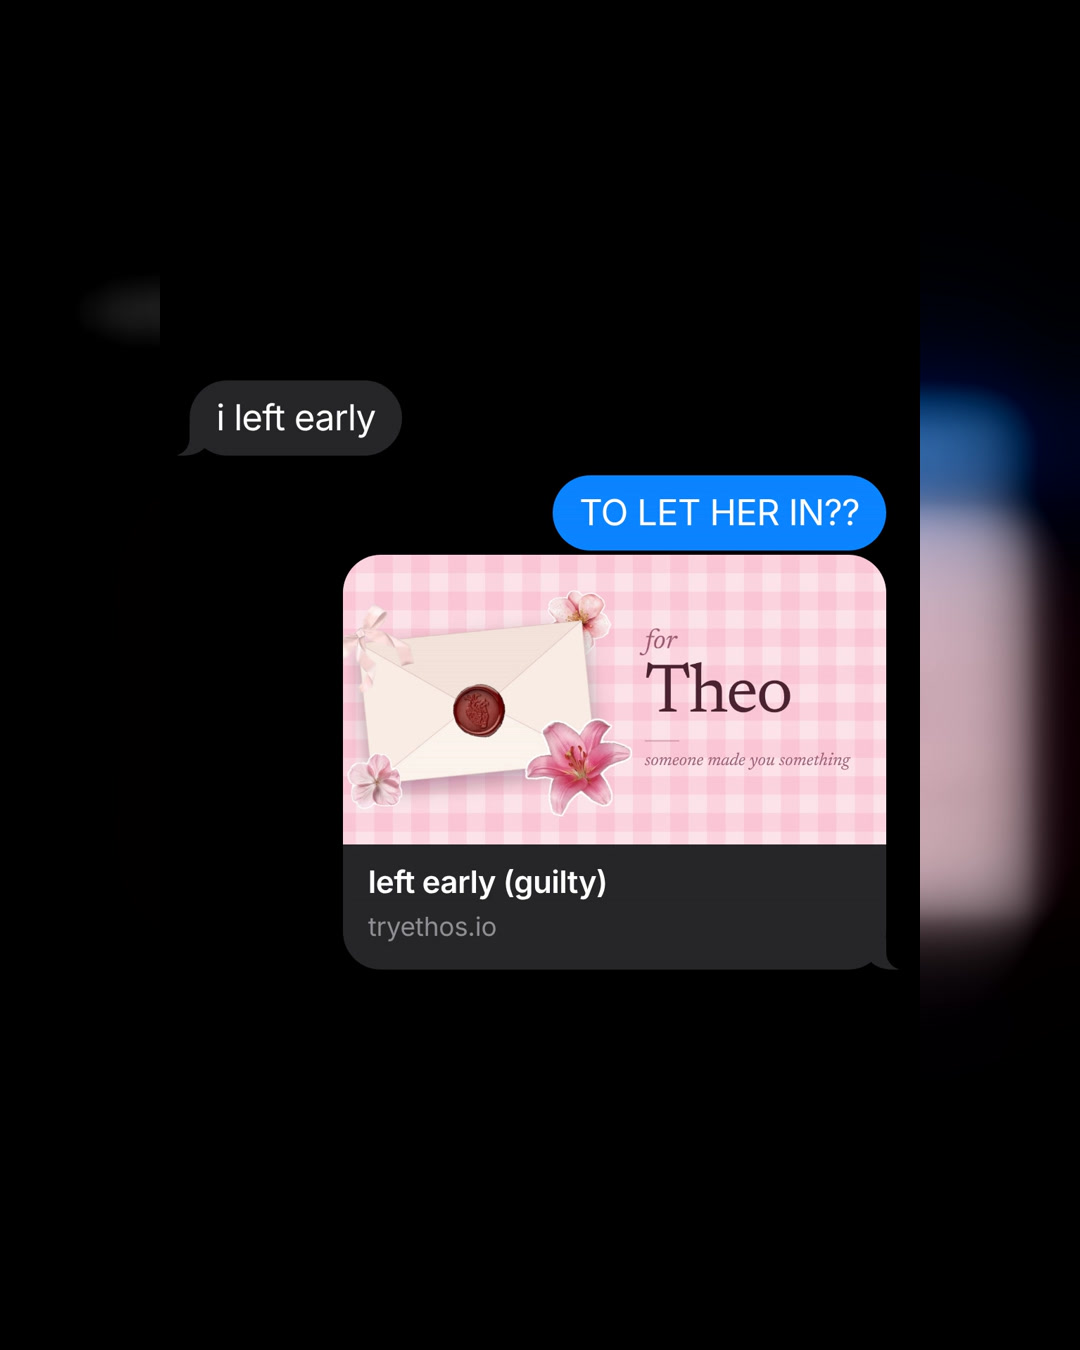 i left early
TO LET HER IN??
for
Theo
someone made you something
left early (guilty)
tryethos.io